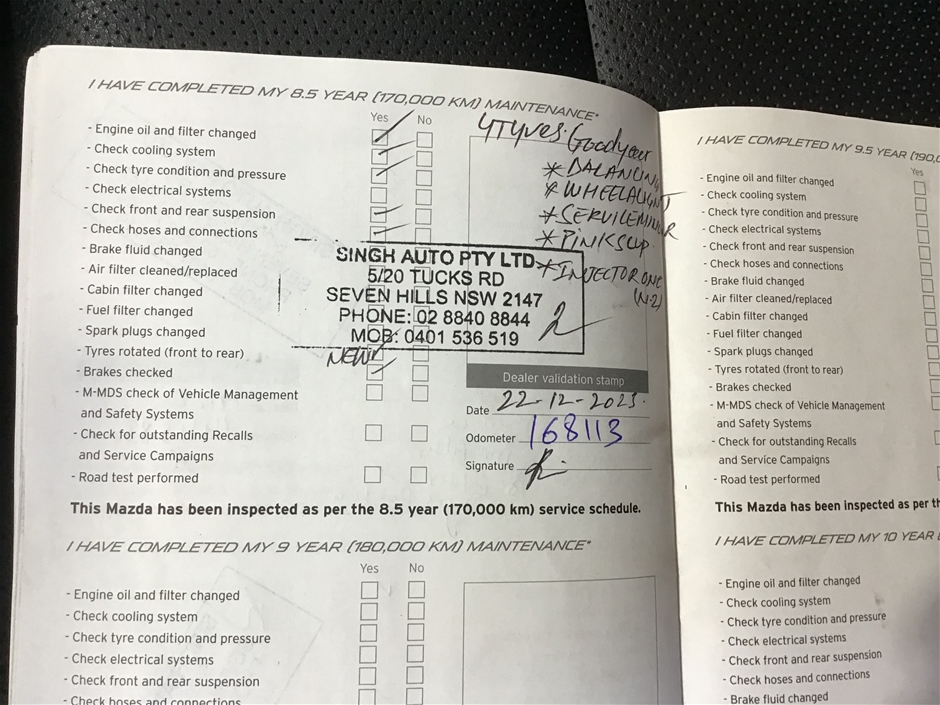 I HAVE COMPLETED MY 8.5 YEAR (170,000 KM) MAINTENANCE*
Yes No
- Engine oil and filter changed
- Check cooling system
- Check tyre condition and pressure
- Check electrical systems
- Check front and rear suspension
- Check hoses and connections
- Brake fluid changed
- Air filter cleaned/replaced
- Cabin filter changed
- Fuel filter changed
- Spark plugs changed
- Tyres rotated (front to rear)
NEW
- Brakes checked
- M-MDS check of Vehicle Management
and Safety Systems
- Check for outstanding Recalls
and Service Campaigns
- Road test performed
4 Tyres. Goodyear
* BALANCING
* WHEELALIGNT
* SERVICEMINOR
* PINKSLIP.
* INJECTOR ONE
(N-2)
SINGH AUTO PTY LTD
5/20 TUCKS RD
SEVEN HILLS NSW 2147
PHONE: 02 8840 8844
MOB: 0401 536 519
2
Dealer validation stamp
Date 22-12-2023.
Odometer 168113
Signature
This Mazda has been inspected as per the 8.5 year (170,000 km) service schedule.
I HAVE COMPLETED MY 9 YEAR (180,000 KM) MAINTENANCE*
Yes No
- Engine oil and filter changed
- Check cooling system
- Check tyre condition and pressure
- Check electrical systems
- Check front and rear suspension
- Check hoses and connections
I HAVE COMPLETED MY 9.5 YEAR (190,0
Yes
- Engine oil and filter changed
- Check cooling system
- Check tyre condition and pressure
- Check electrical systems
- Check front and rear suspension
- Check hoses and connections
- Brake fluid changed
- Air filter cleaned/replaced
- Cabin filter changed
- Fuel filter changed
- Spark plugs changed
- Tyres rotated (front to rear)
- Brakes checked
- M-MDS check of Vehicle Management
and Safety Systems
- Check for outstanding Recalls
and Service Campaigns
- Road test performed
This Mazda has been inspected as per th
I HAVE COMPLETED MY 10 YEAR (
- Engine oil and filter changed
- Check cooling system
- Check tyre condition and pressure
- Check electrical systems
- Check front and rear suspension
- Check hoses and connections
- Brake fluid changed